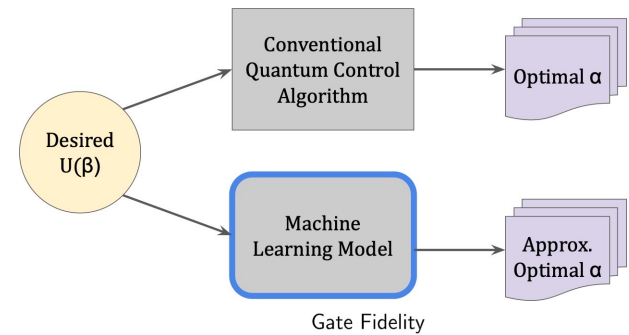 Conventional
Quantum Control
Algorithm
Optimal α
Desired
U(β)
Machine
Learning Model
Approx.
Optimal α
Gate Fidelity